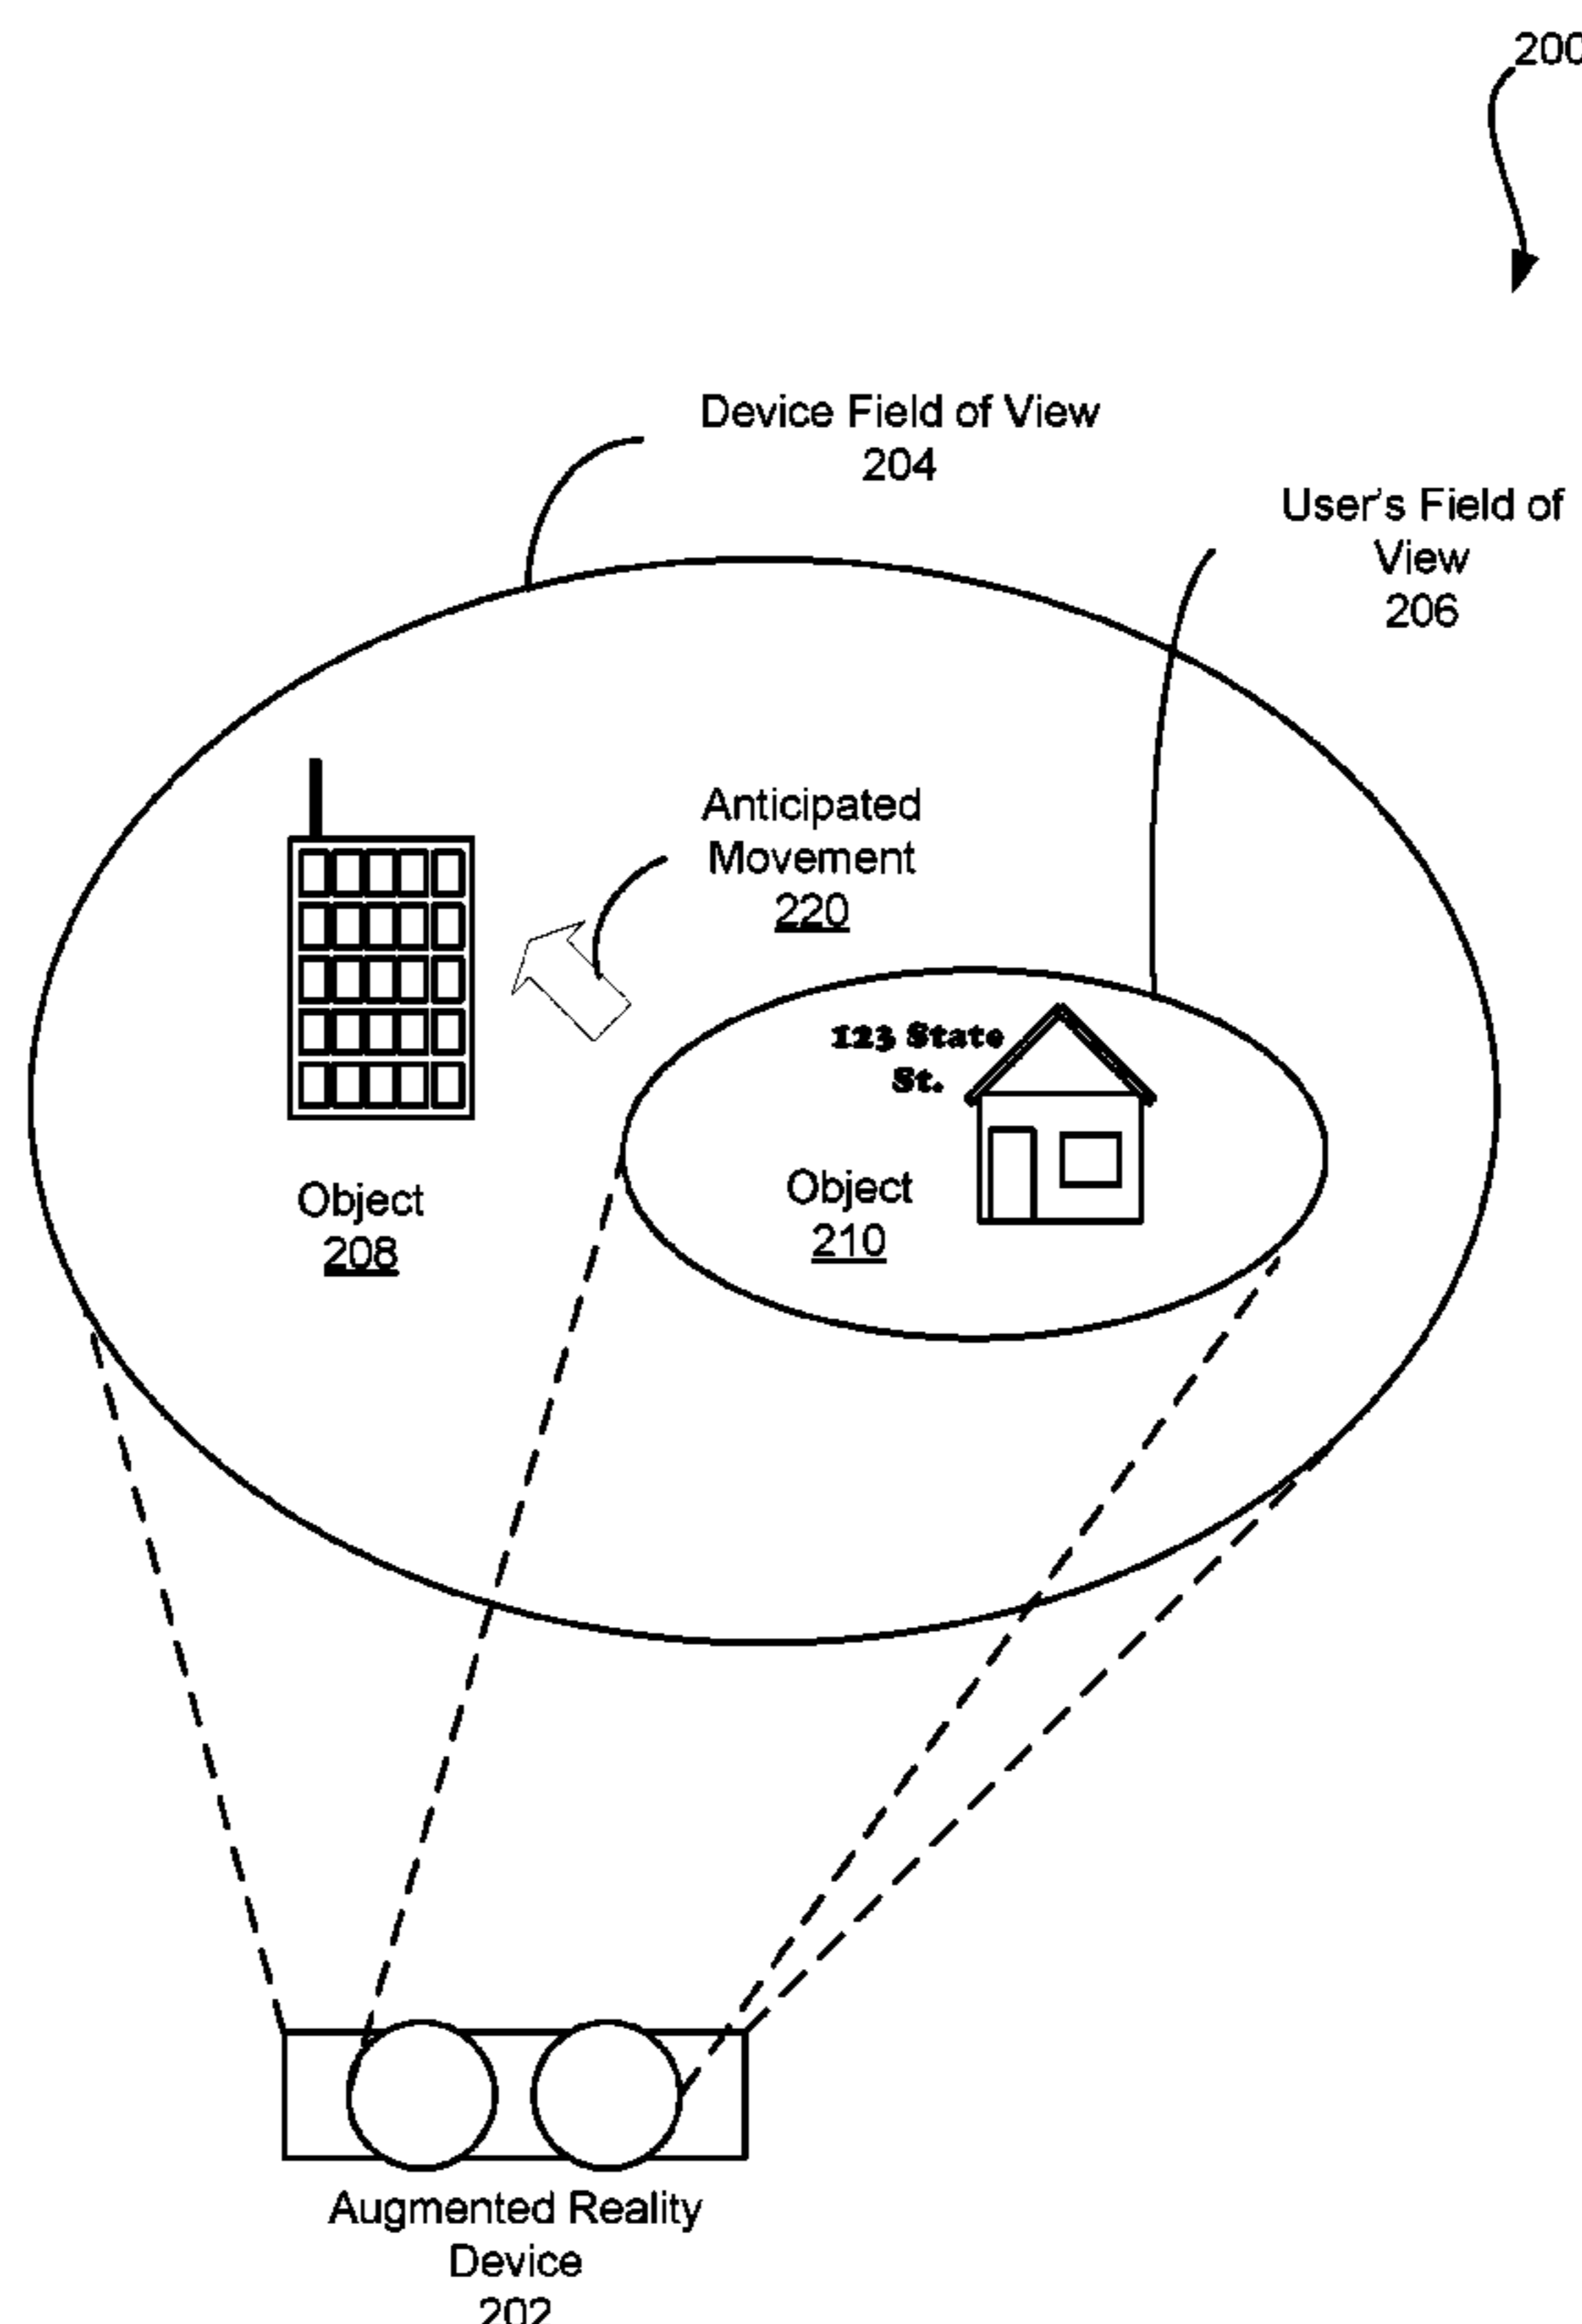 200
Device Field of View
204
User's Field of
View
206
Anticipated
Movement
220
123 State
St.
Object
210
Object
208
Augmented Reality
Device
202